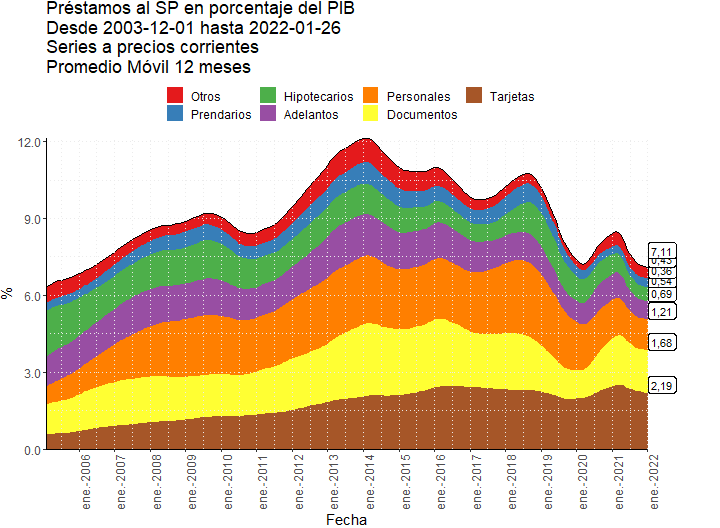 Préstamos al SP en porcentaje del PIB
Desde 2003-12-01 hasta 2022-01-26
Series a precios corrientes
Promedio Móvil 12 meses
Otros Hipotecarios Personales Tarjetas
Prendarios Adelantos Documentos
12.0
9.0
6.0
3.0
0.0
%
7,11
0,43
0,36
0,54
0,69
1,21
1,68
2,19
ene.-2006 ene.-2007 ene.-2008 ene.-2009 ene.-2010 ene.-2011 ene.-2012 ene.-2013 ene.-2014 ene.-2015 ene.-2016 ene.-2017 ene.-2018 ene.-2019 ene.-2020 ene.-2021 ene.-2022
Fecha